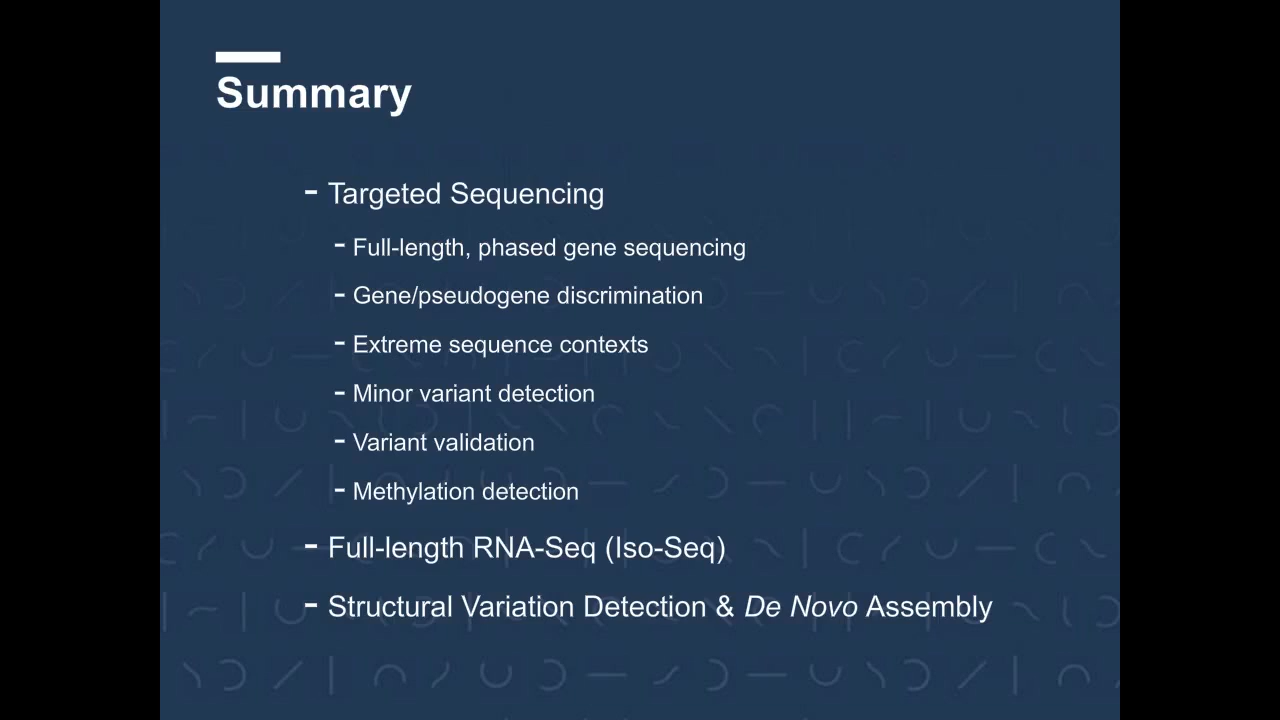 Summary
- Targeted Sequencing
- Full-length, phased gene sequencing
- Gene/pseudogene discrimination
- Extreme sequence contexts
- Minor variant detection
- Variant validation
- Methylation detection
- Full-length RNA-Seq (Iso-Seq)
- Structural Variation Detection & De Novo Assembly